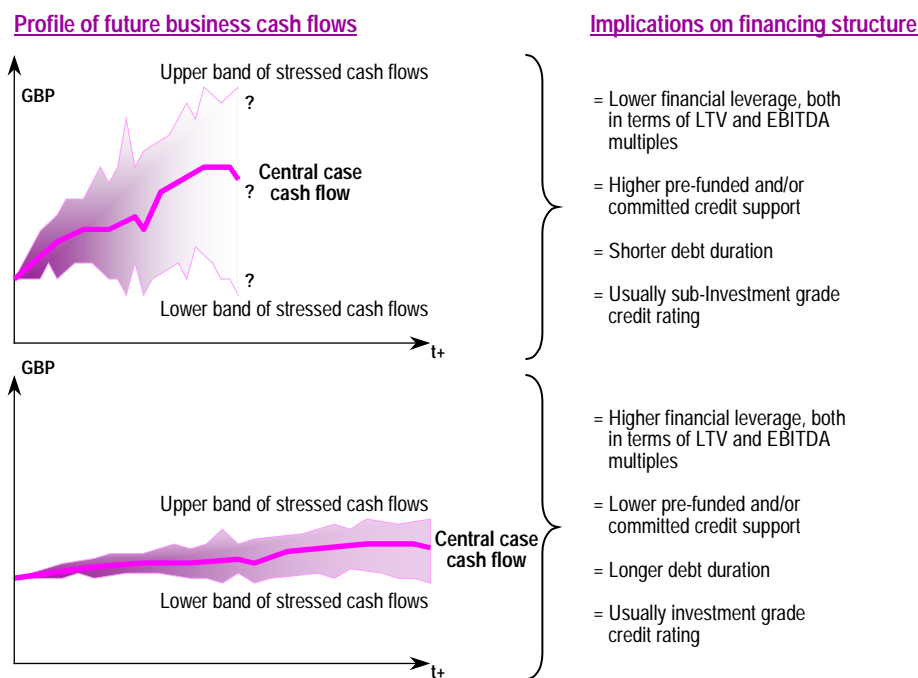 Profile of future business cash flows
Implications on financing structure
GBP
Upper band of stressed cash flows
?
Central case
cash flow
?
?
Lower band of stressed cash flows
t+
= Lower financial leverage, both
in terms of LTV and EBITDA
multiples
= Higher pre-funded and/or
committed credit support
= Shorter debt duration
= Usually sub-Investment grade
credit rating
GBP
Upper band of stressed cash flows
Central case
cash flow
Lower band of stressed cash flows
t+
= Higher financial leverage, both
in terms of LTV and EBITDA
multiples
= Lower pre-funded and/or
committed credit support
= Longer debt duration
= Usually investment grade
credit rating